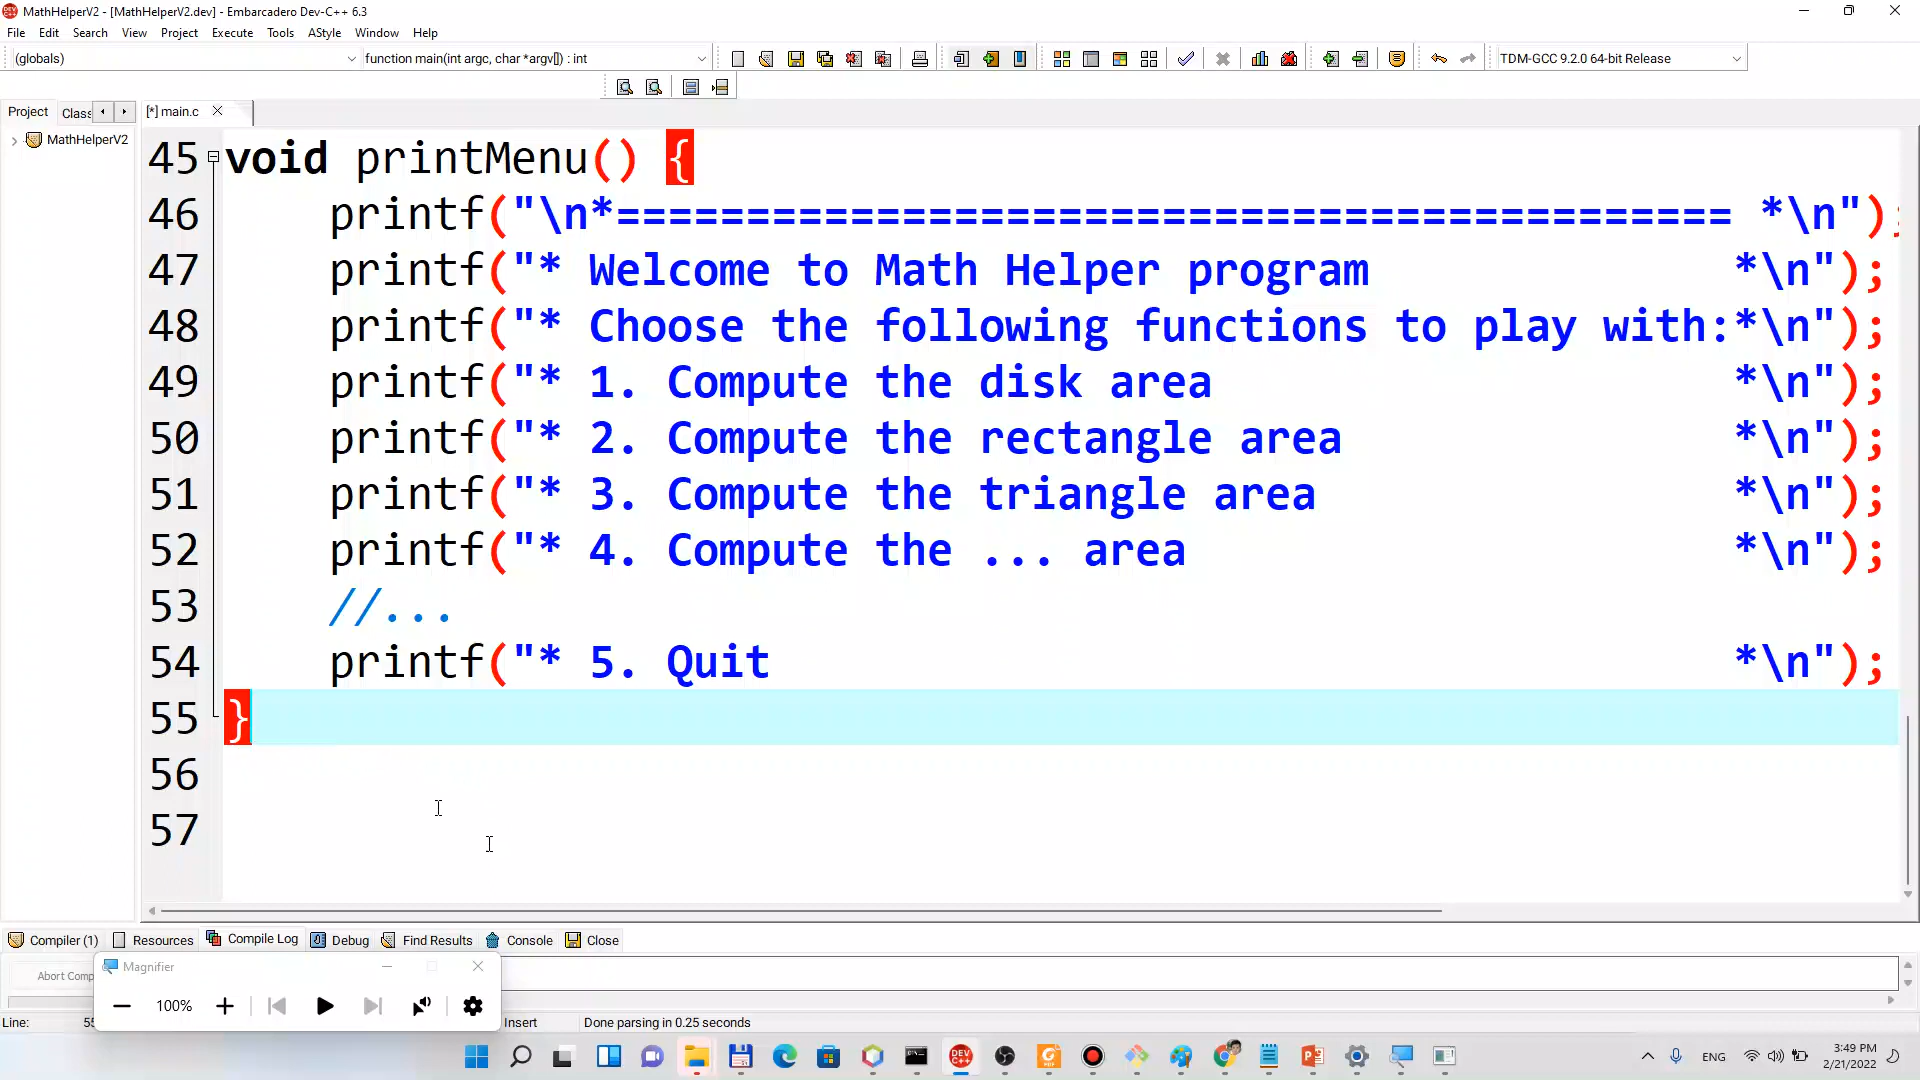 MathHelperV2 - [MathHelperV2.dev] - Embarcadero Dev-C++ 6.3
File Edit Search View Project Execute Tools AStyle Window Help
(globals) function main(int argc, char *argv[]) : int TDM-GCC 9.2.0 64-bit Release
Project Class [*] main.c
MathHelperV2
45 void printMenu() {
46 printf("\n*=========================================== *\n");
47 printf("* Welcome to Math Helper program *\n");
48 printf("* Choose the following functions to play with:*\n");
49 printf("* 1. Compute the disk area *\n");
50 printf("* 2. Compute the rectangle area *\n");
51 printf("* 3. Compute the triangle area *\n");
52 printf("* 4. Compute the ... area *\n");
53 //...
54 printf("* 5. Quit *\n");
55 }
56
57
Compiler (1) Resources Compile Log Debug Find Results Console Close
Abort Comp
Magnifier
100%
Line: 55 Insert Done parsing in 0.25 seconds
DEV C++
ENG
3:49 PM
2/21/2022